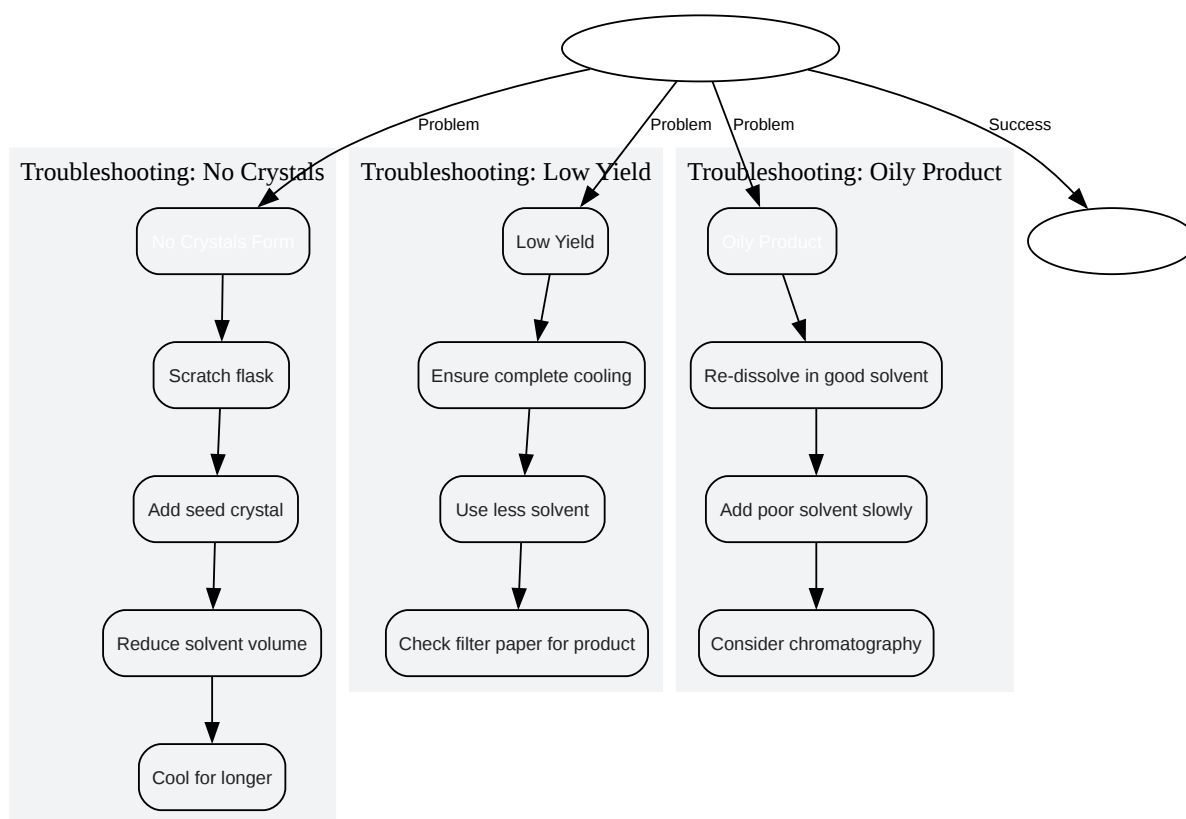 Problem
Problem
Problem
Success
Troubleshooting: No Crystals
Troubleshooting: Low Yield
Troubleshooting: Oily Product
No Crystals Form
Low Yield
Oily Product
Scratch flask
Ensure complete cooling
Re-dissolve in good solvent
Add seed crystal
Use less solvent
Add poor solvent slowly
Reduce solvent volume
Check filter paper for product
Consider chromatography
Cool for longer